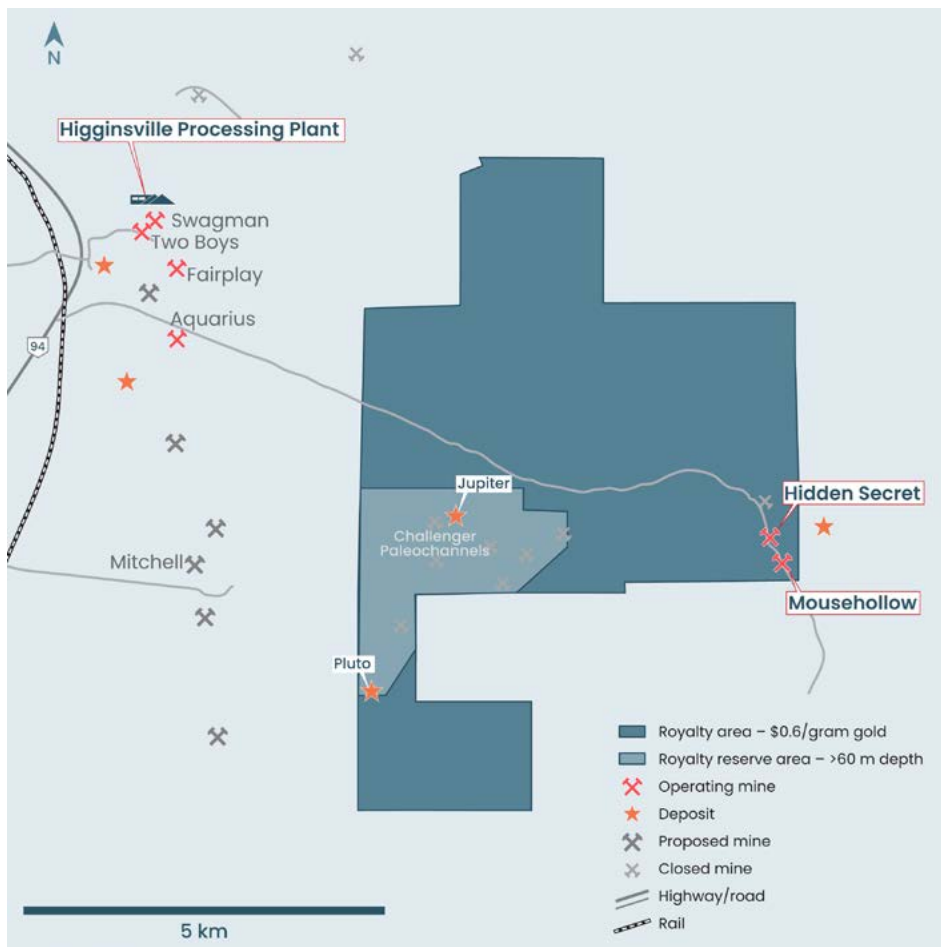 N
Higginsville Processing Plant
Swagman
Two Boys
Fairplay
Aquarius
94
Jupiter
Hidden Secret
Challenger
Paleochannels
Mitchell
Mousehollow
Pluto
Royalty area – $0.6/gram gold
Royalty reserve area – >60 m depth
Operating mine
Deposit
Proposed mine
Closed mine
Highway/road
Rail
5 km